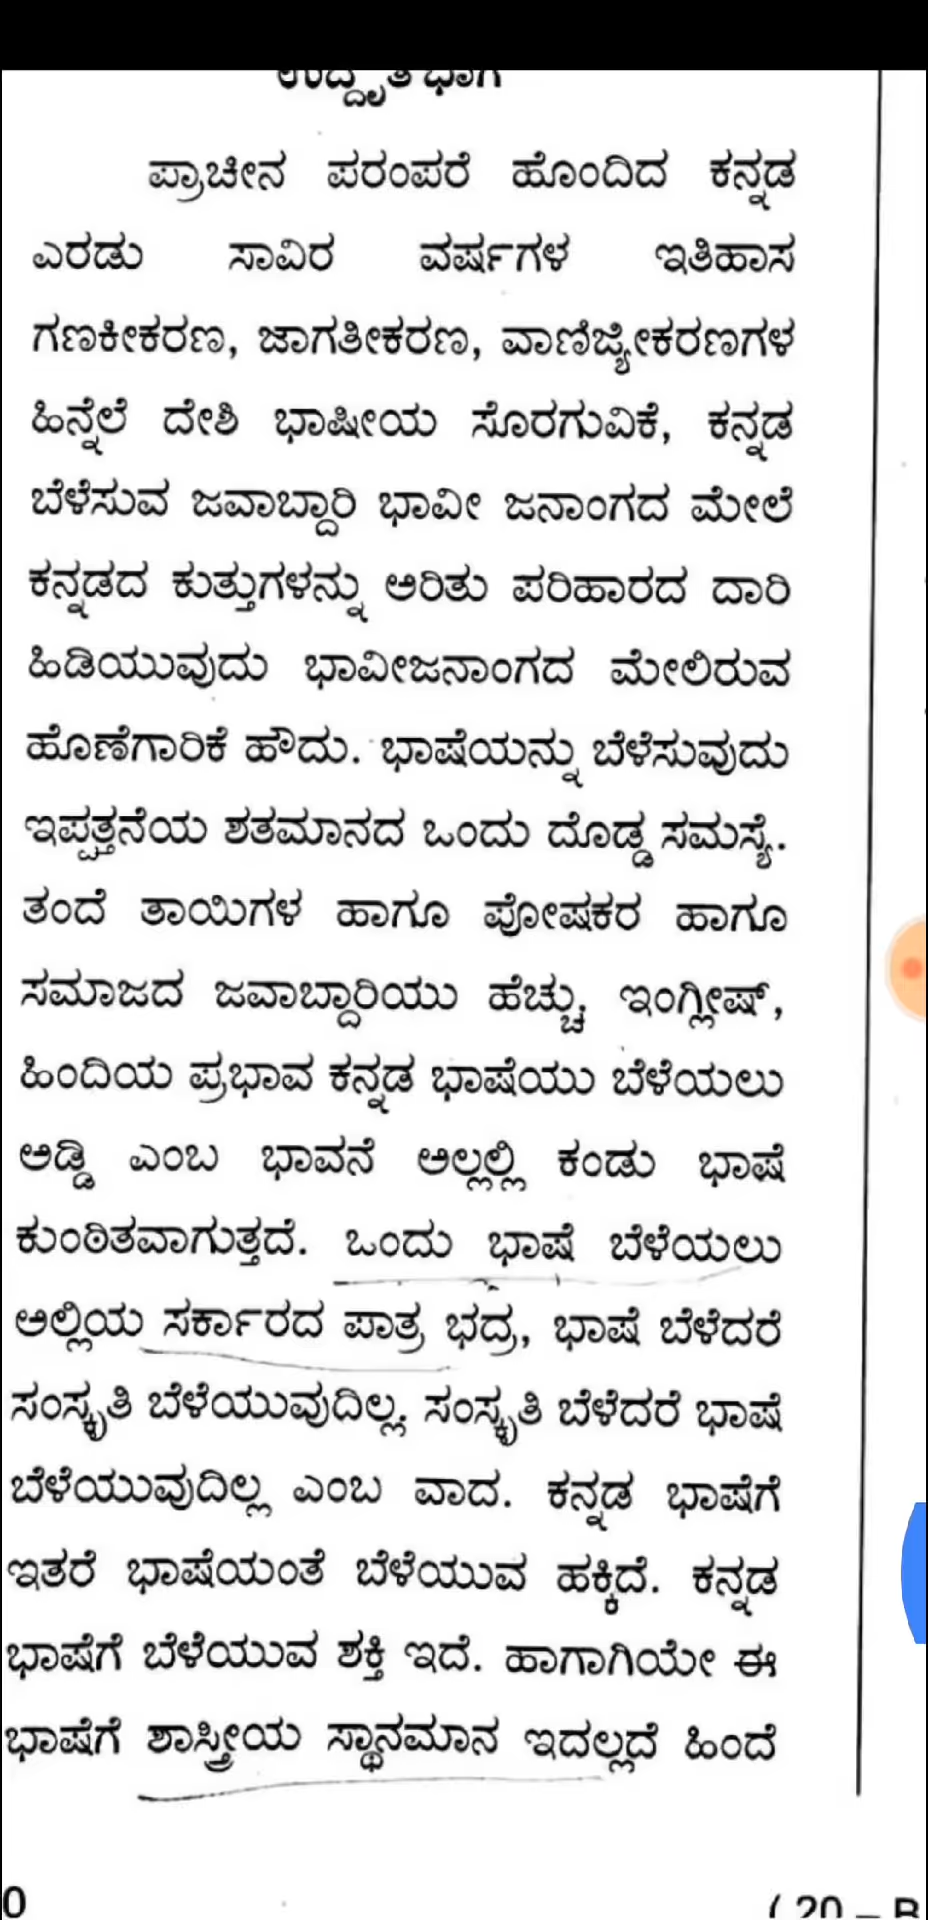 ಉದ್ಧೃತ ಭಾಗ
ಪ್ರಾಚೀನ ಪರಂಪರೆ ಹೊಂದಿದ ಕನ್ನಡ
ಎರಡು ಸಾವಿರ ವರ್ಷಗಳ ಇತಿಹಾಸ
ಗಣಕೀಕರಣ, ಜಾಗತೀಕರಣ, ವಾಣಿಜ್ಯೀಕರಣಗಳ
ಹಿನ್ನೆಲೆ ದೇಶಿ ಭಾಷೀಯ ಸೊರಗುವಿಕೆ, ಕನ್ನಡ
ಬೆಳೆಸುವ ಜವಾಬ್ದಾರಿ ಭಾವೀ ಜನಾಂಗದ ಮೇಲೆ
ಕನ್ನಡದ ಕುತ್ತುಗಳನ್ನು ಅರಿತು ಪರಿಹಾರದ ದಾರಿ
ಹಿಡಿಯುವುದು ಭಾವೀಜನಾಂಗದ ಮೇಲಿರುವ
ಹೊಣೆಗಾರಿಕೆ ಹೌದು. ಭಾಷೆಯನ್ನು ಬೆಳೆಸುವುದು
ಇಪ್ಪತ್ತನೆಯ ಶತಮಾನದ ಒಂದು ದೊಡ್ಡ ಸಮಸ್ಯೆ.
ತಂದೆ ತಾಯಿಗಳ ಹಾಗೂ ಪೋಷಕರ ಹಾಗೂ
ಸಮಾಜದ ಜವಾಬ್ದಾರಿಯು ಹೆಚ್ಚು, ಇಂಗ್ಲೀಷ್,
ಹಿಂದಿಯ ಪ್ರಭಾವ ಕನ್ನಡ ಭಾಷೆಯು ಬೆಳೆಯಲು
ಅಡ್ಡಿ ಎಂಬ ಭಾವನೆ ಅಲ್ಲಲ್ಲಿ ಕಂಡು ಭಾಷೆ
ಕುಂಠಿತವಾಗುತ್ತದೆ. ಒಂದು ಭಾಷೆ ಬೆಳೆಯಲು
ಅಲ್ಲಿಯ ಸರ್ಕಾರದ ಪಾತ್ರ ಭದ್ರ, ಭಾಷೆ ಬೆಳೆದರೆ
ಸಂಸ್ಕೃತಿ ಬೆಳೆಯುವುದಿಲ್ಲ. ಸಂಸ್ಕೃತಿ ಬೆಳೆದರೆ ಭಾಷೆ
ಬೆಳೆಯುವುದಿಲ್ಲ ಎಂಬ ವಾದ. ಕನ್ನಡ ಭಾಷೆಗೆ
ಇತರೆ ಭಾಷೆಯಂತೆ ಬೆಳೆಯುವ ಹಕ್ಕಿದೆ. ಕನ್ನಡ
ಭಾಷೆಗೆ ಬೆಳೆಯುವ ಶಕ್ತಿ ಇದೆ. ಹಾಗಾಗಿಯೇ ಈ
ಭಾಷೆಗೆ ಶಾಸ್ತ್ರೀಯ ಸ್ಥಾನಮಾನ ಇದಲ್ಲದೆ ಹಿಂದೆ
0 ( 20 – B